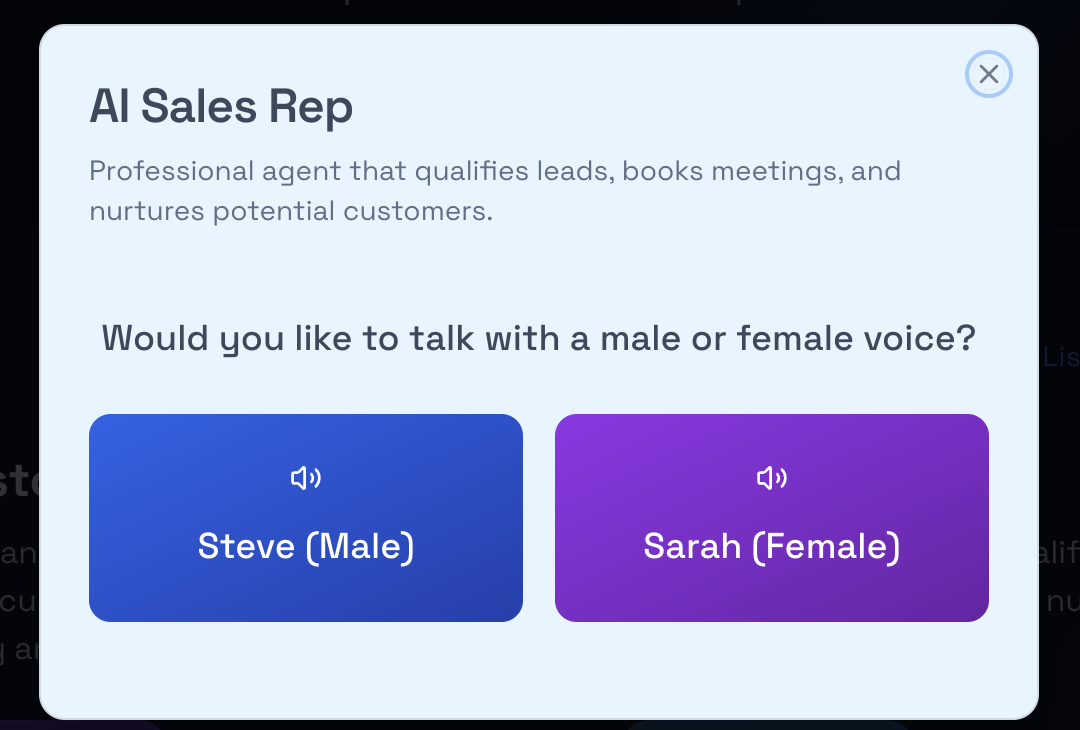 AI Sales Rep
Professional agent that qualifies leads, books meetings, and
nurtures potential customers.
Would you like to talk with a male or female voice?
Steve (Male)
Sarah (Female)